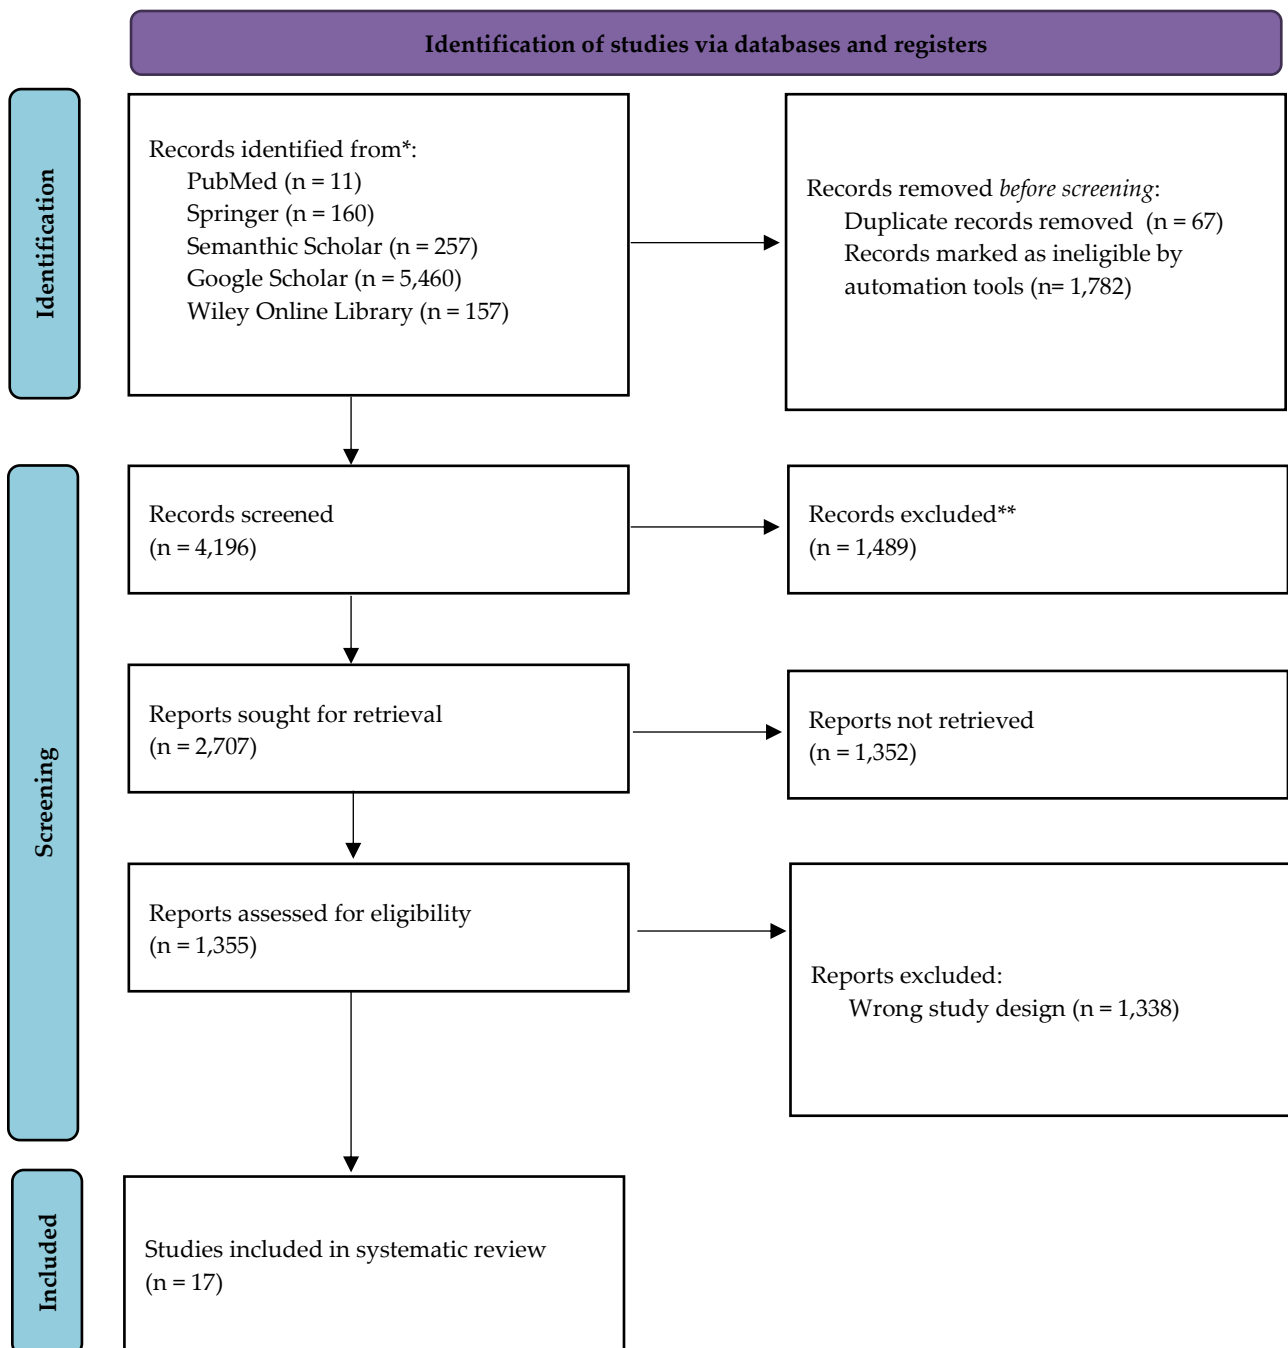 Identification of studies via databases and registers
Identification
Records identified from*:
PubMed (n = 11)
Springer (n = 160)
Semanthic Scholar (n = 257)
Google Scholar (n = 5,460)
Wiley Online Library (n = 157)
Records removed before screening:
Duplicate records removed (n = 67)
Records marked as ineligible by
automation tools (n= 1,782)
Screening
Records screened
(n = 4,196)
Records excluded**
(n = 1,489)
Reports sought for retrieval
(n = 2,707)
Reports not retrieved
(n = 1,352)
Reports assessed for eligibility
(n = 1,355)
Reports excluded:
Wrong study design (n = 1,338)
Included
Studies included in systematic review
(n = 17)